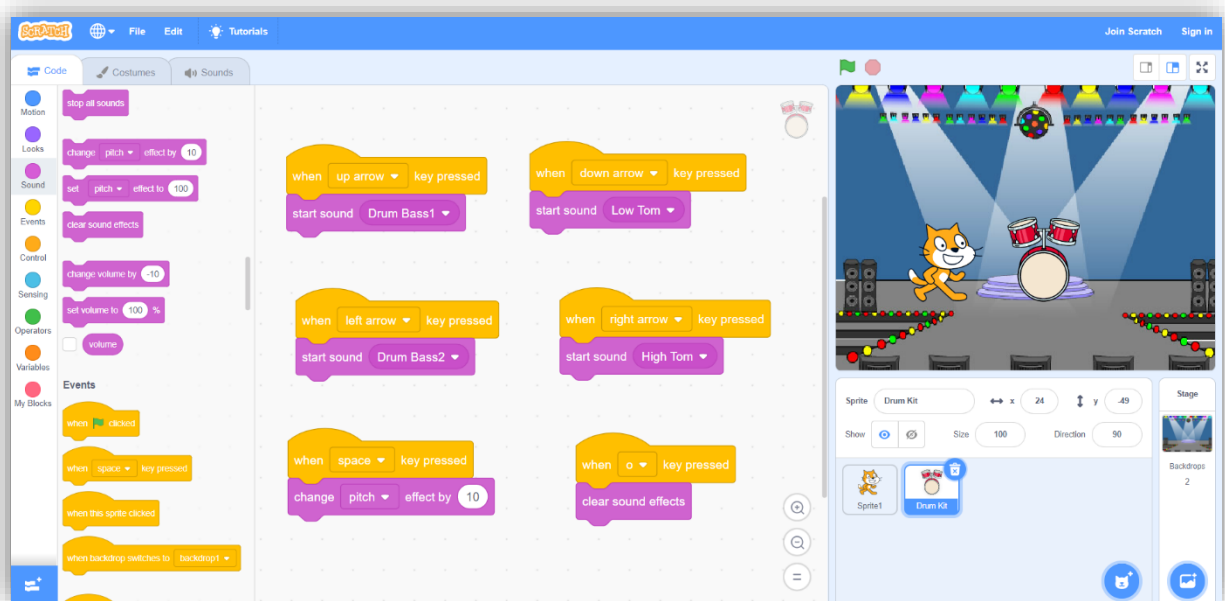 SCRATCH File Edit Tutorials Join Scratch Sign in
Code Costumes Sounds
Motion
Looks
Sound
Events
Control
Sensing
Operators
Variables
My Blocks
stop all sounds
change pitch effect by 10
set pitch effect to 100
clear sound effects
change volume by -10
set volume to 100 %
volume
Events
when clicked
when space key pressed
when this sprite clicked
when backdrop switches to backdrop1
when up arrow key pressed
start sound Drum Bass1
when down arrow key pressed
start sound Low Tom
when left arrow key pressed
start sound Drum Bass2
when right arrow key pressed
start sound High Tom
when space key pressed
change pitch effect by 10
when o key pressed
clear sound effects
Sprite Drum Kit x 24 y -49
Show Size 100 Direction 90
Sprite1
Drum Kit
Stage
Backdrops
2